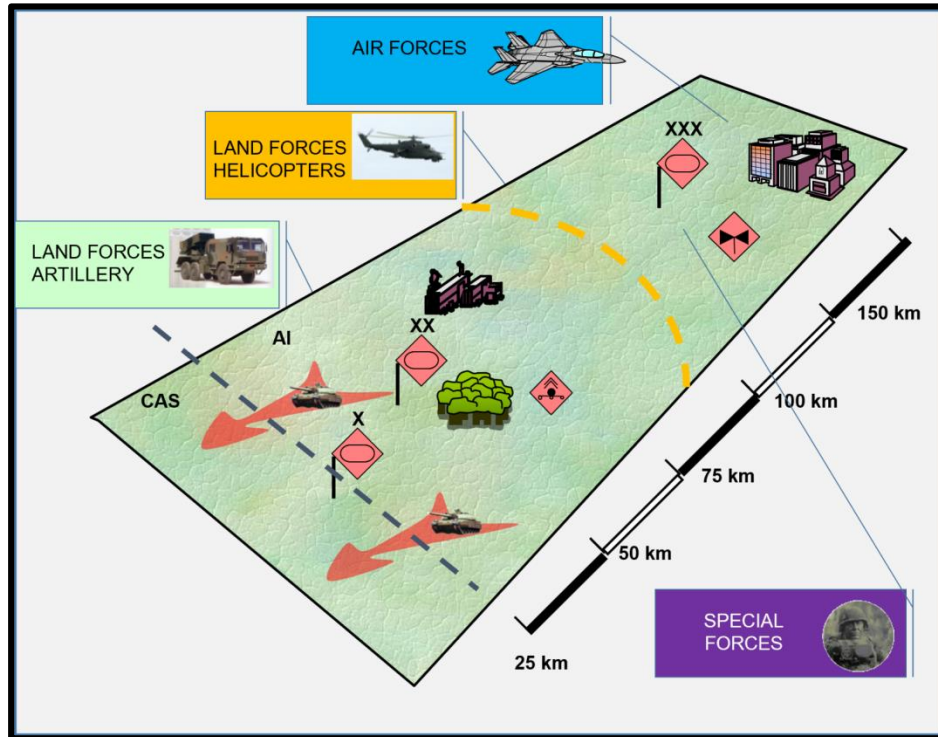 AIR FORCES
LAND FORCES
HELICOPTERS
LAND FORCES
ARTILLERY
XXX
XX
X
AI
CAS
150 km
100 km
75 km
50 km
25 km
SPECIAL
FORCES